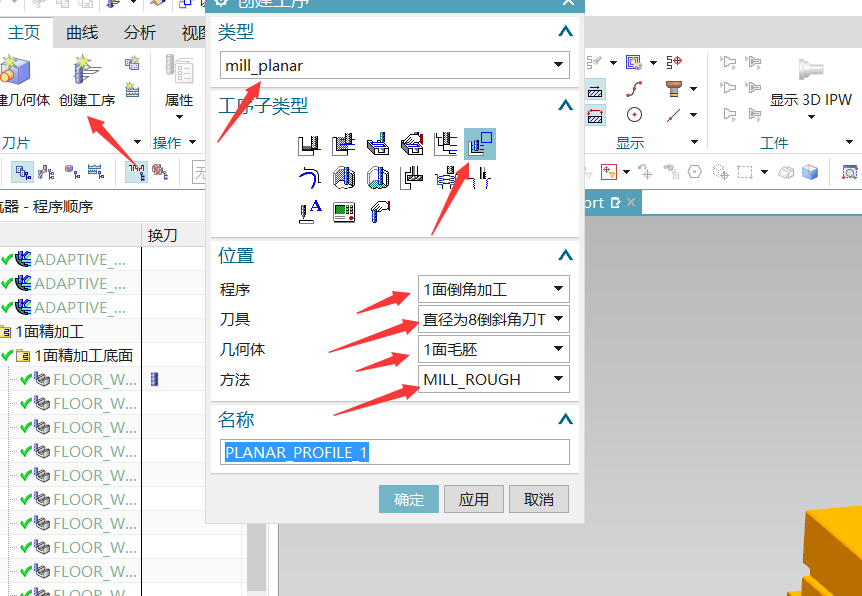 创建工序
主页 曲线 分析 视图
类型
mill_planar
工序子类型
建几何体 创建工序 属性
显示 3D IPW
刀片 操作 显示 工件
无
器 - 程序顺序
ort
换刀
位置
ADAPTIVE_...
ADAPTIVE_...
程序 1面倒角加工
ADAPTIVE_...
刀具 直径为8倒斜角刀T
1面精加工
几何体 1面毛胚
1面精加工底面
方法 MILL_ROUGH
FLOOR_W...
FLOOR_W...
名称
FLOOR_W...
PLANAR_PROFILE_1
FLOOR_W...
FLOOR_W...
确定 应用 取消
FLOOR_W...
FLOOR_W...
FLOOR_W...
FLOOR_W...
FLOOR_W...